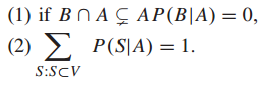 (1) if B ∩ A ⊊ A P(B|A) = 0,
(2) ∑ P(S|A) = 1.
S:S⊂V